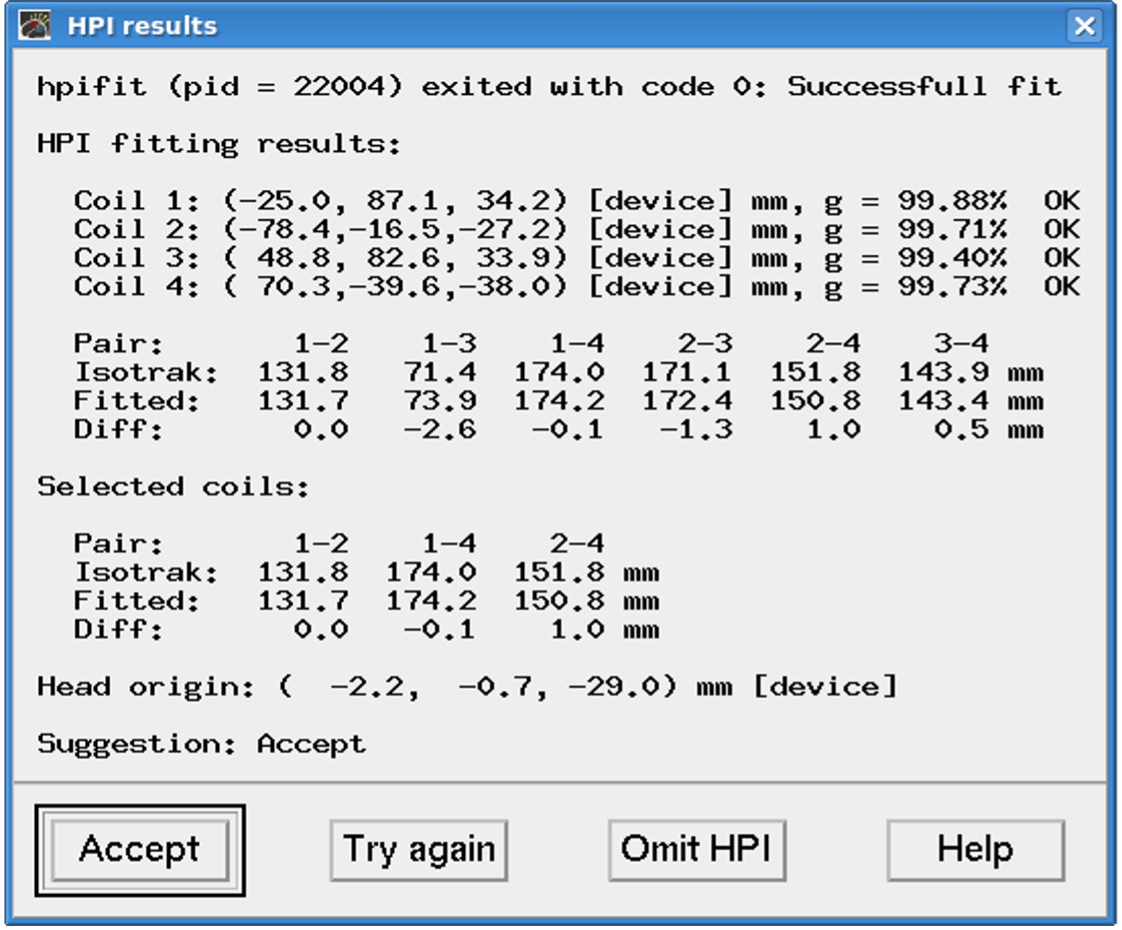 HPI results
hpifit (pid = 22004) exited with code 0: Successfull fit
HPI fitting results:
Coil 1: (-25.0, 87.1, 34.2) [device] mm, g = 99.88% OK
Coil 2: (-78.4,-16.5,-27.2) [device] mm, g = 99.71% OK
Coil 3: ( 48.8, 82.6, 33.9) [device] mm, g = 99.40% OK
Coil 4: ( 70.3,-39.6,-38.0) [device] mm, g = 99.73% OK
Pair: 1-2 1-3 1-4 2-3 2-4 3-4
Isotrak: 131.8 71.4 174.0 171.1 151.8 143.9 mm
Fitted: 131.7 73.9 174.2 172.4 150.8 143.4 mm
Diff: 0.0 -2.6 -0.1 -1.3 1.0 0.5 mm
Selected coils:
Pair: 1-2 1-4 2-4
Isotrak: 131.8 174.0 151.8 mm
Fitted: 131.7 174.2 150.8 mm
Diff: 0.0 -0.1 1.0 mm
Head origin: ( -2.2, -0.7, -29.0) mm [device]
Suggestion: Accept
Accept Try again Omit HPI Help